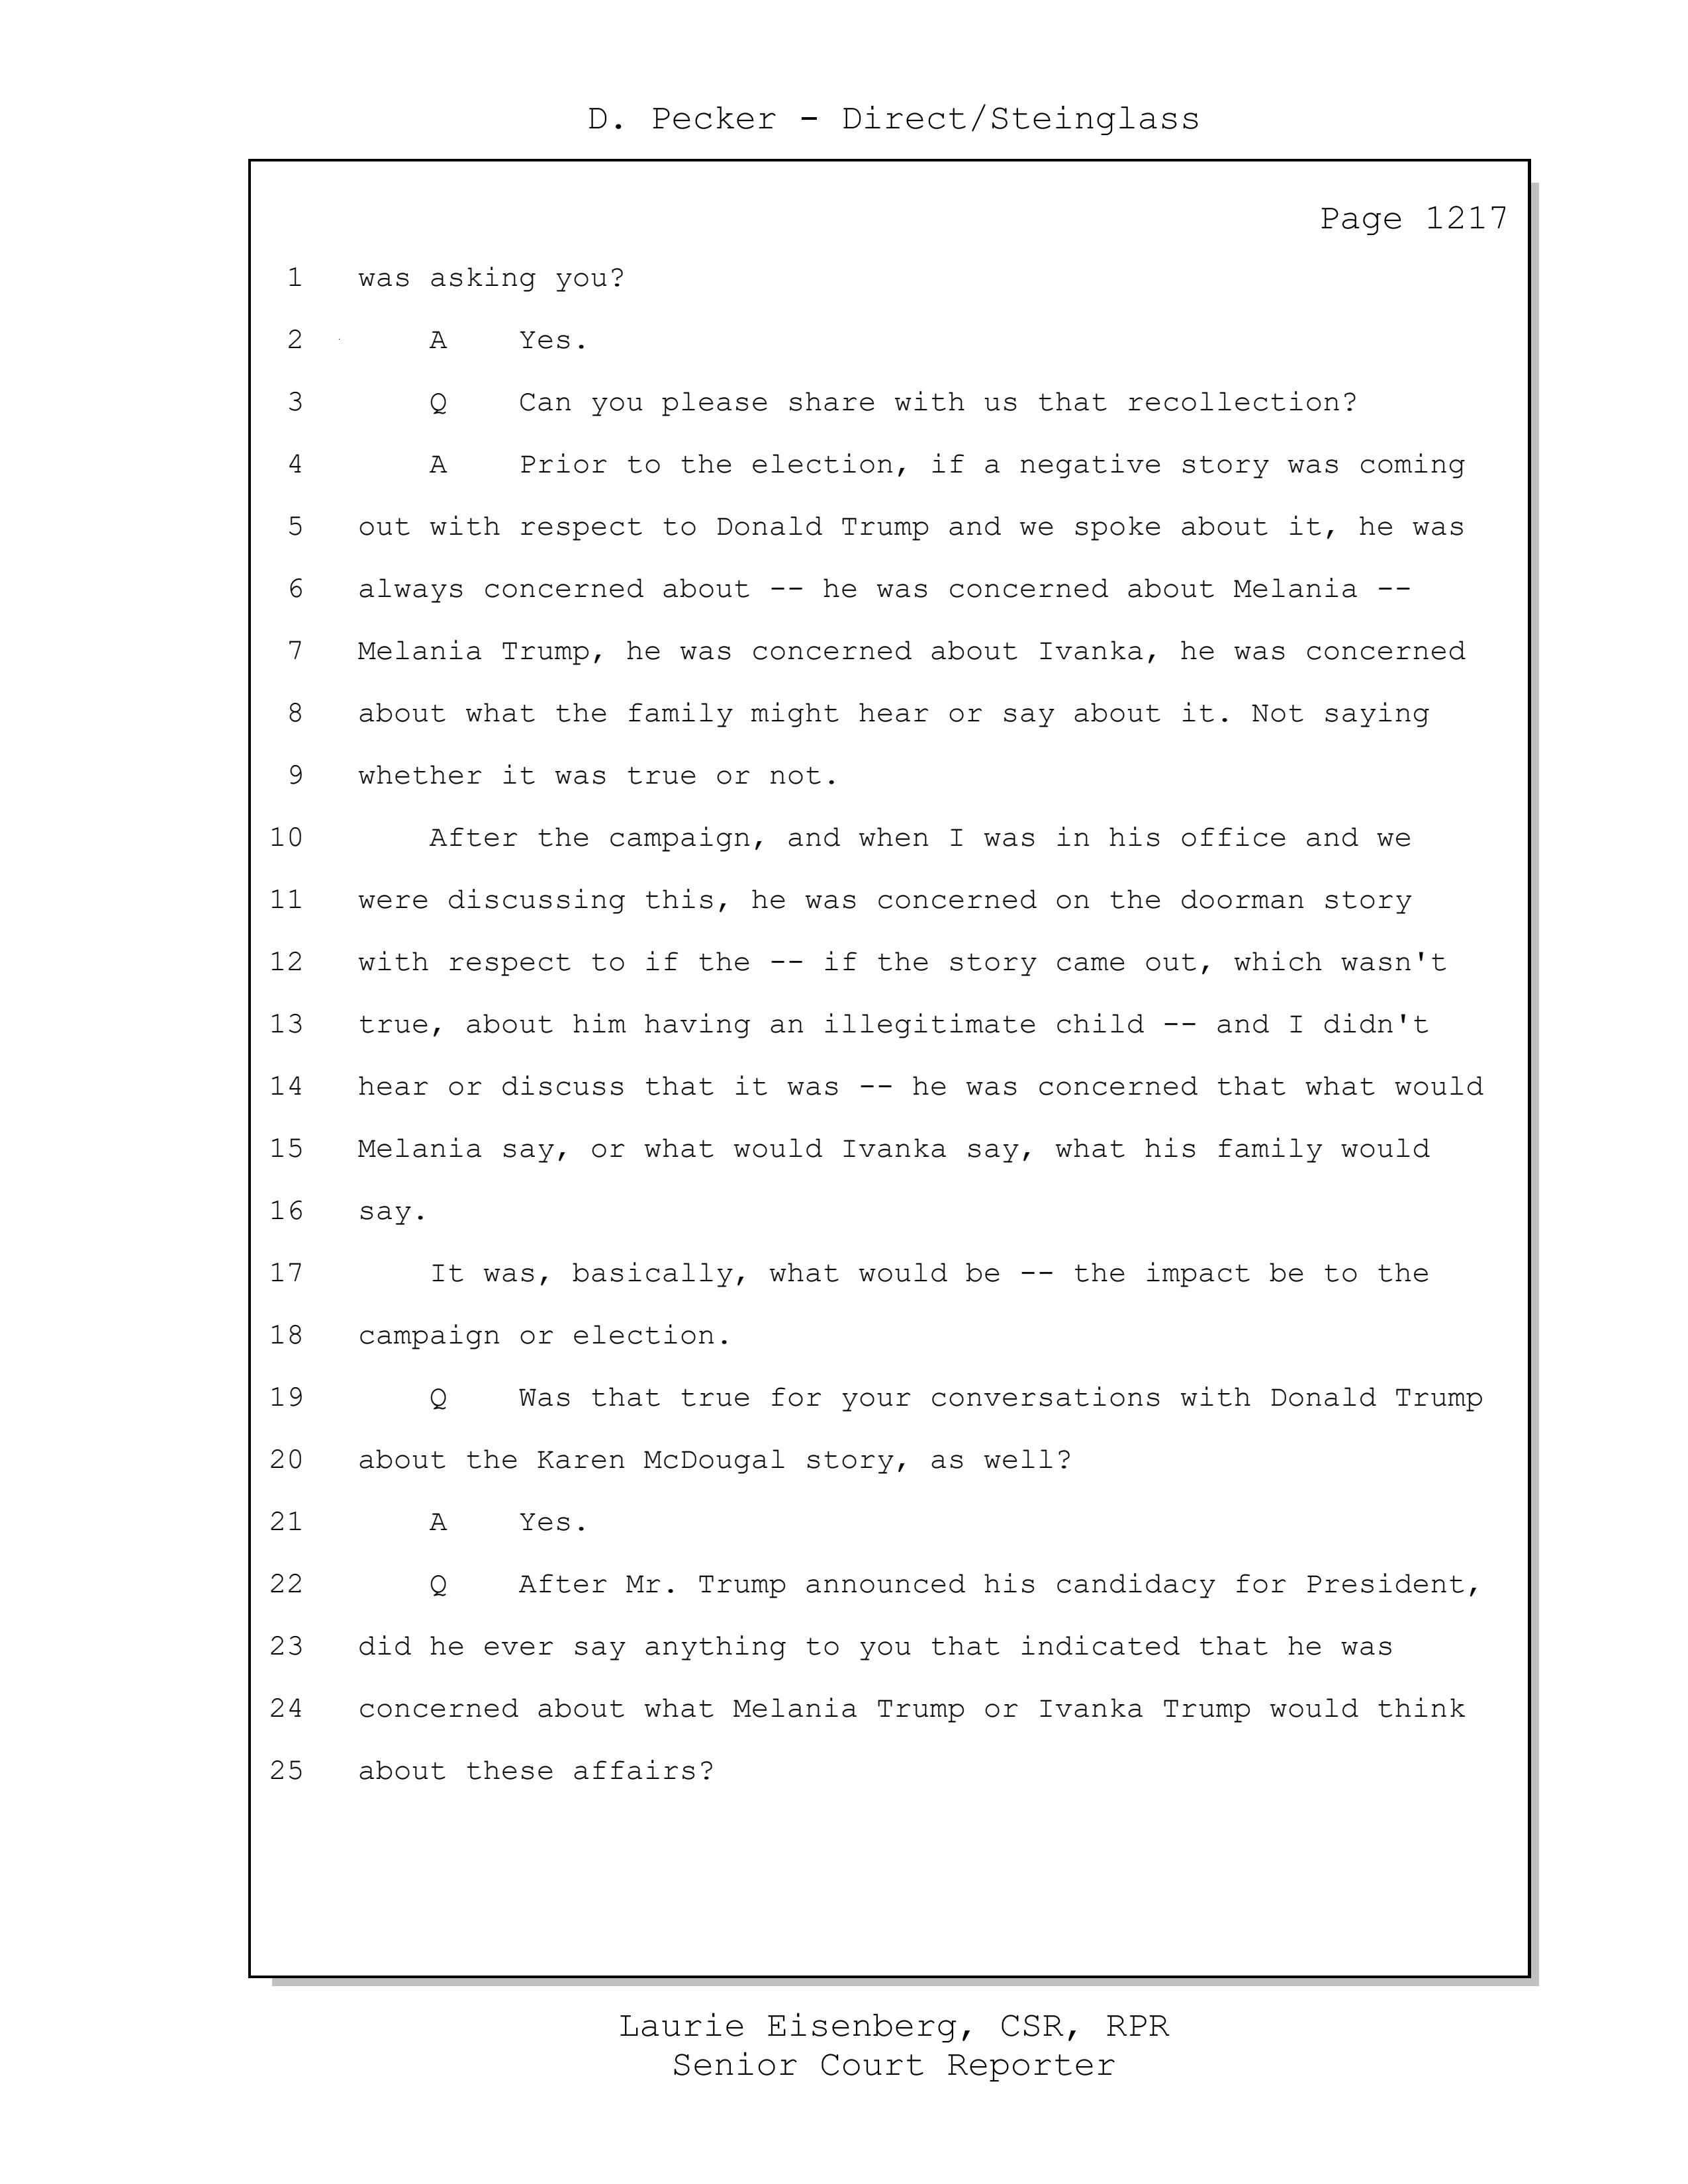 D. Pecker - Direct/Steinglass
Page 1217
1 was asking you?
2 A Yes.
3 Q Can you please share with us that recollection?
4 A Prior to the election, if a negative story was coming
5 out with respect to Donald Trump and we spoke about it, he was
6 always concerned about -- he was concerned about Melania --
7 Melania Trump, he was concerned about Ivanka, he was concerned
8 about what the family might hear or say about it. Not saying
9 whether it was true or not.
10 After the campaign, and when I was in his office and we
11 were discussing this, he was concerned on the doorman story
12 with respect to if the -- if the story came out, which wasn't
13 true, about him having an illegitimate child -- and I didn't
14 hear or discuss that it was -- he was concerned that what would
15 Melania say, or what would Ivanka say, what his family would
16 say.
17 It was, basically, what would be -- the impact be to the
18 campaign or election.
19 Q Was that true for your conversations with Donald Trump
20 about the Karen McDougal story, as well?
21 A Yes.
22 Q After Mr. Trump announced his candidacy for President,
23 did he ever say anything to you that indicated that he was
24 concerned about what Melania Trump or Ivanka Trump would think
25 about these affairs?
Laurie Eisenberg, CSR, RPR
Senior Court Reporter